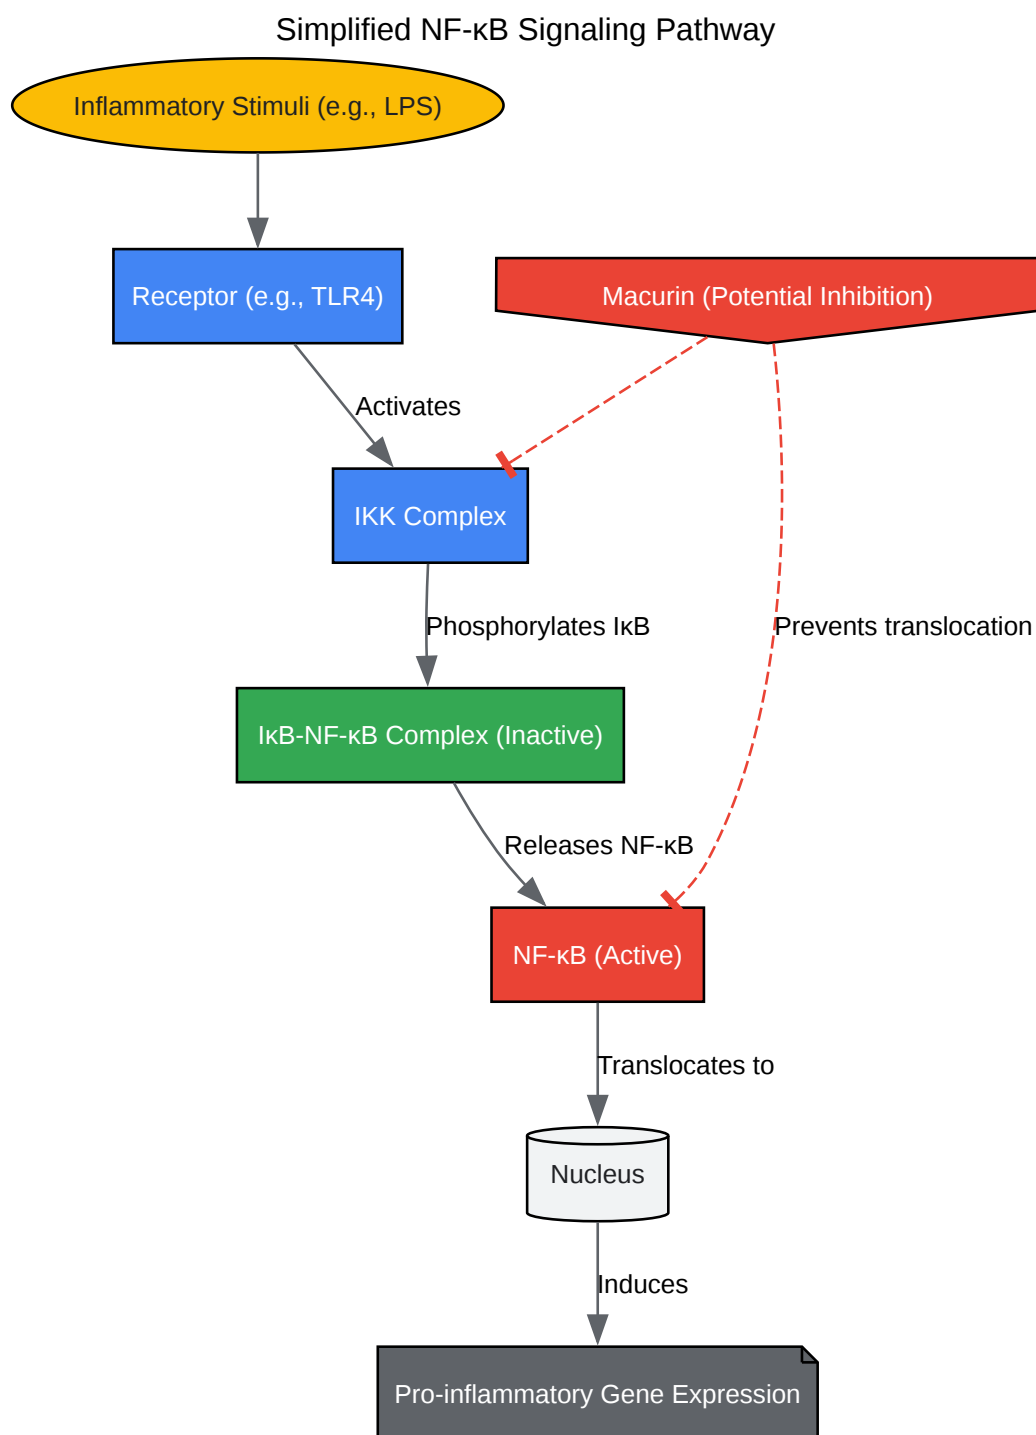 Simplified NF-κB Signaling Pathway
Inflammatory Stimuli (e.g., LPS)
Receptor (e.g., TLR4)
Macurin (Potential Inhibition)
Activates
IKK Complex
Phosphorylates IκB
Prevents translocation
IκB-NF-κB Complex (Inactive)
Releases NF-κB
NF-κB (Active)
Translocates to
Nucleus
Induces
Pro-inflammatory Gene Expression